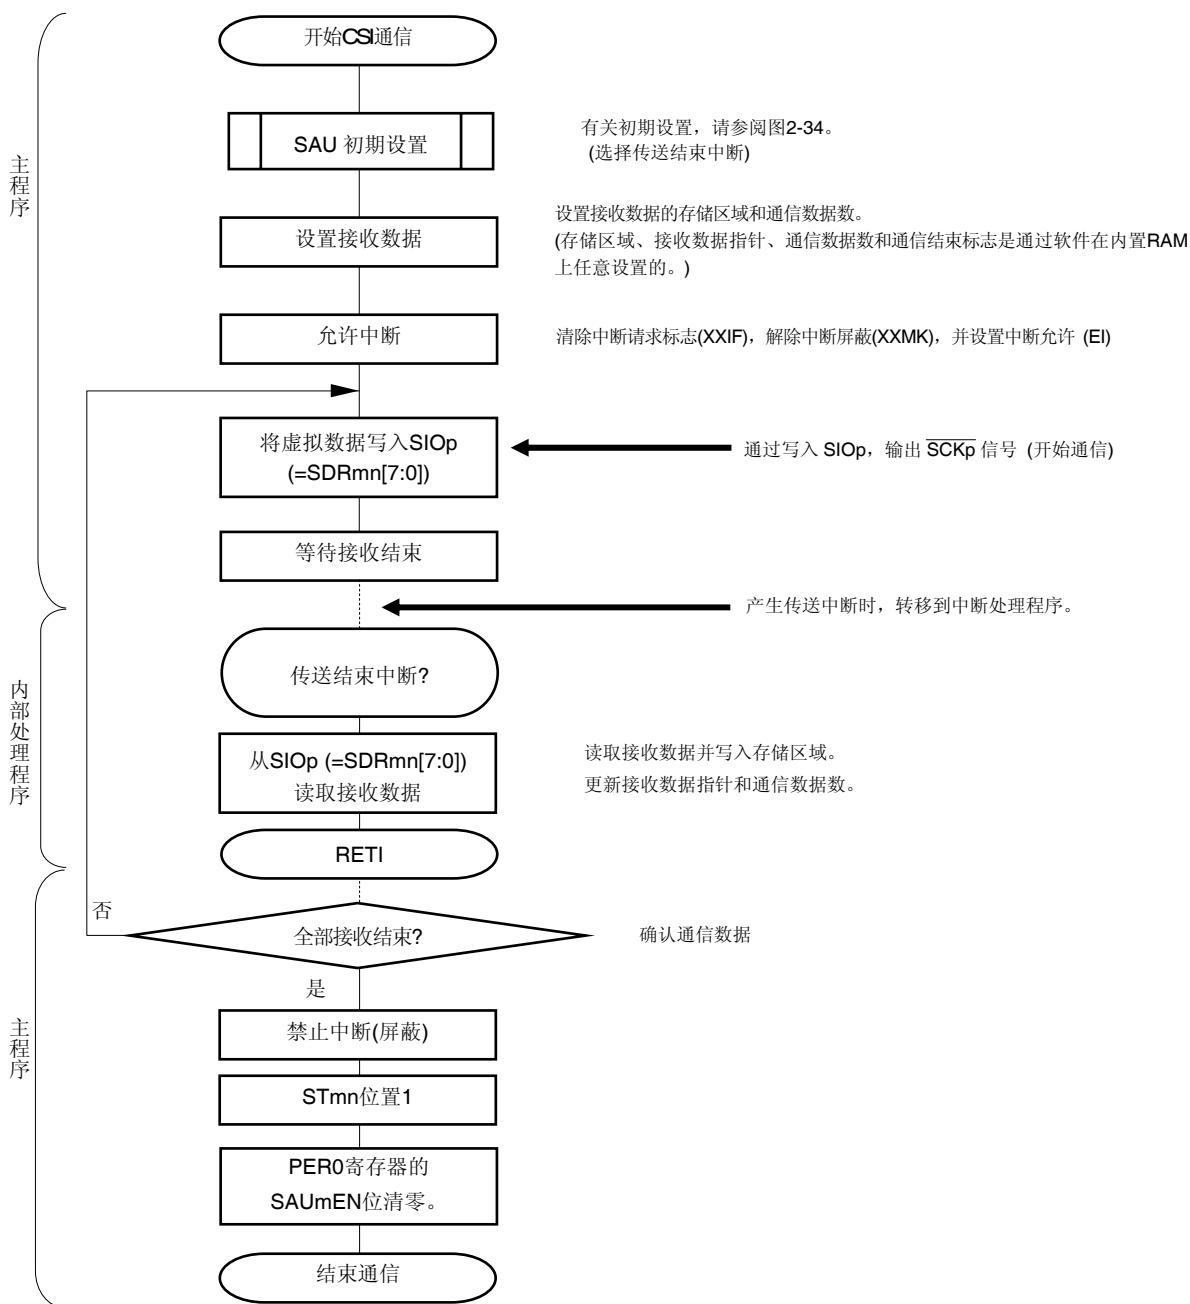 开始CSI通信
SAU 初期设置
有关初期设置，请参阅图2-34。
(选择传送结束中断)
主程序
设置接收数据
设置接收数据的存储区域和通信数据数。
(存储区域、接收数据指针、通信数据数和通信结束标志是通过软件在内置RAM
上任意设置的。)
允许中断
清除中断请求标志(XXIF)，解除中断屏蔽(XXMK)，并设置中断允许 (EI)
将虚拟数据写入SIOp
(=SDRmn[7:0])
通过写入 SIOp，输出 SCKp 信号 (开始通信)
等待接收结束
产生传送中断时，转移到中断处理程序。
内部处理程序
传送结束中断?
从SIOp (=SDRmn[7:0])
读取接收数据
读取接收数据并写入存储区域。
更新接收数据指针和通信数据数。
RETI
否
全部接收结束?
确认通信数据
是
主程序
禁止中断(屏蔽)
STmn位置1
PER0寄存器的
SAUmEN位清零。
结束通信